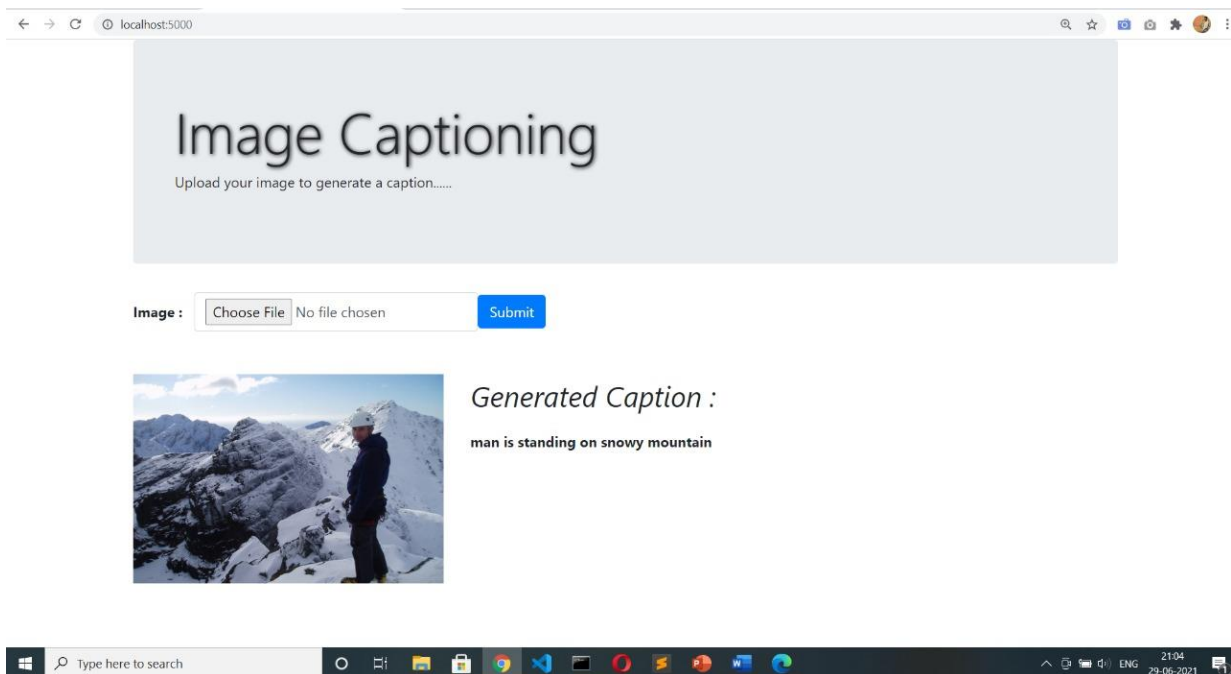 localhost:5000
Image Captioning
Upload your image to generate a caption......
Image : Choose File No file chosen Submit
Generated Caption :
man is standing on snowy mountain
Type here to search
ENG
21:04
29-06-2021